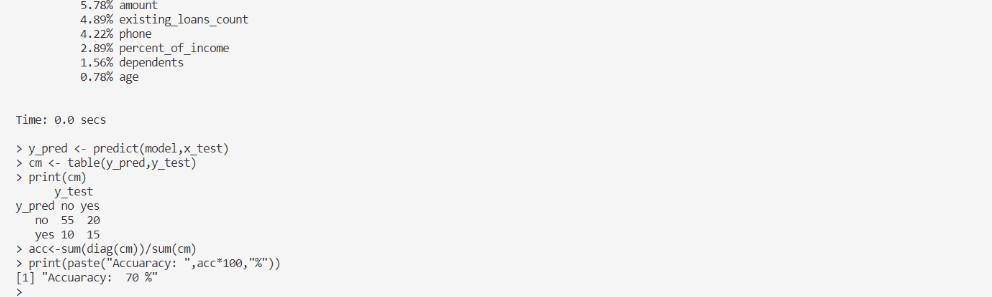 5.78% amount
4.89% existing_loans_count
4.22% phone
2.89% percent_of_income
1.56% dependents
0.78% age
Time: 0.0 secs
> y_pred <- predict(model,x_test)
> cm <- table(y_pred,y_test)
> print(cm)
y_test
y_pred no yes
no 55 20
yes 10 15
> acc<-sum(diag(cm))/sum(cm)
> print(paste("Accuaracy: ",acc*100,"%"))
[1] "Accuaracy:  70 %"
>